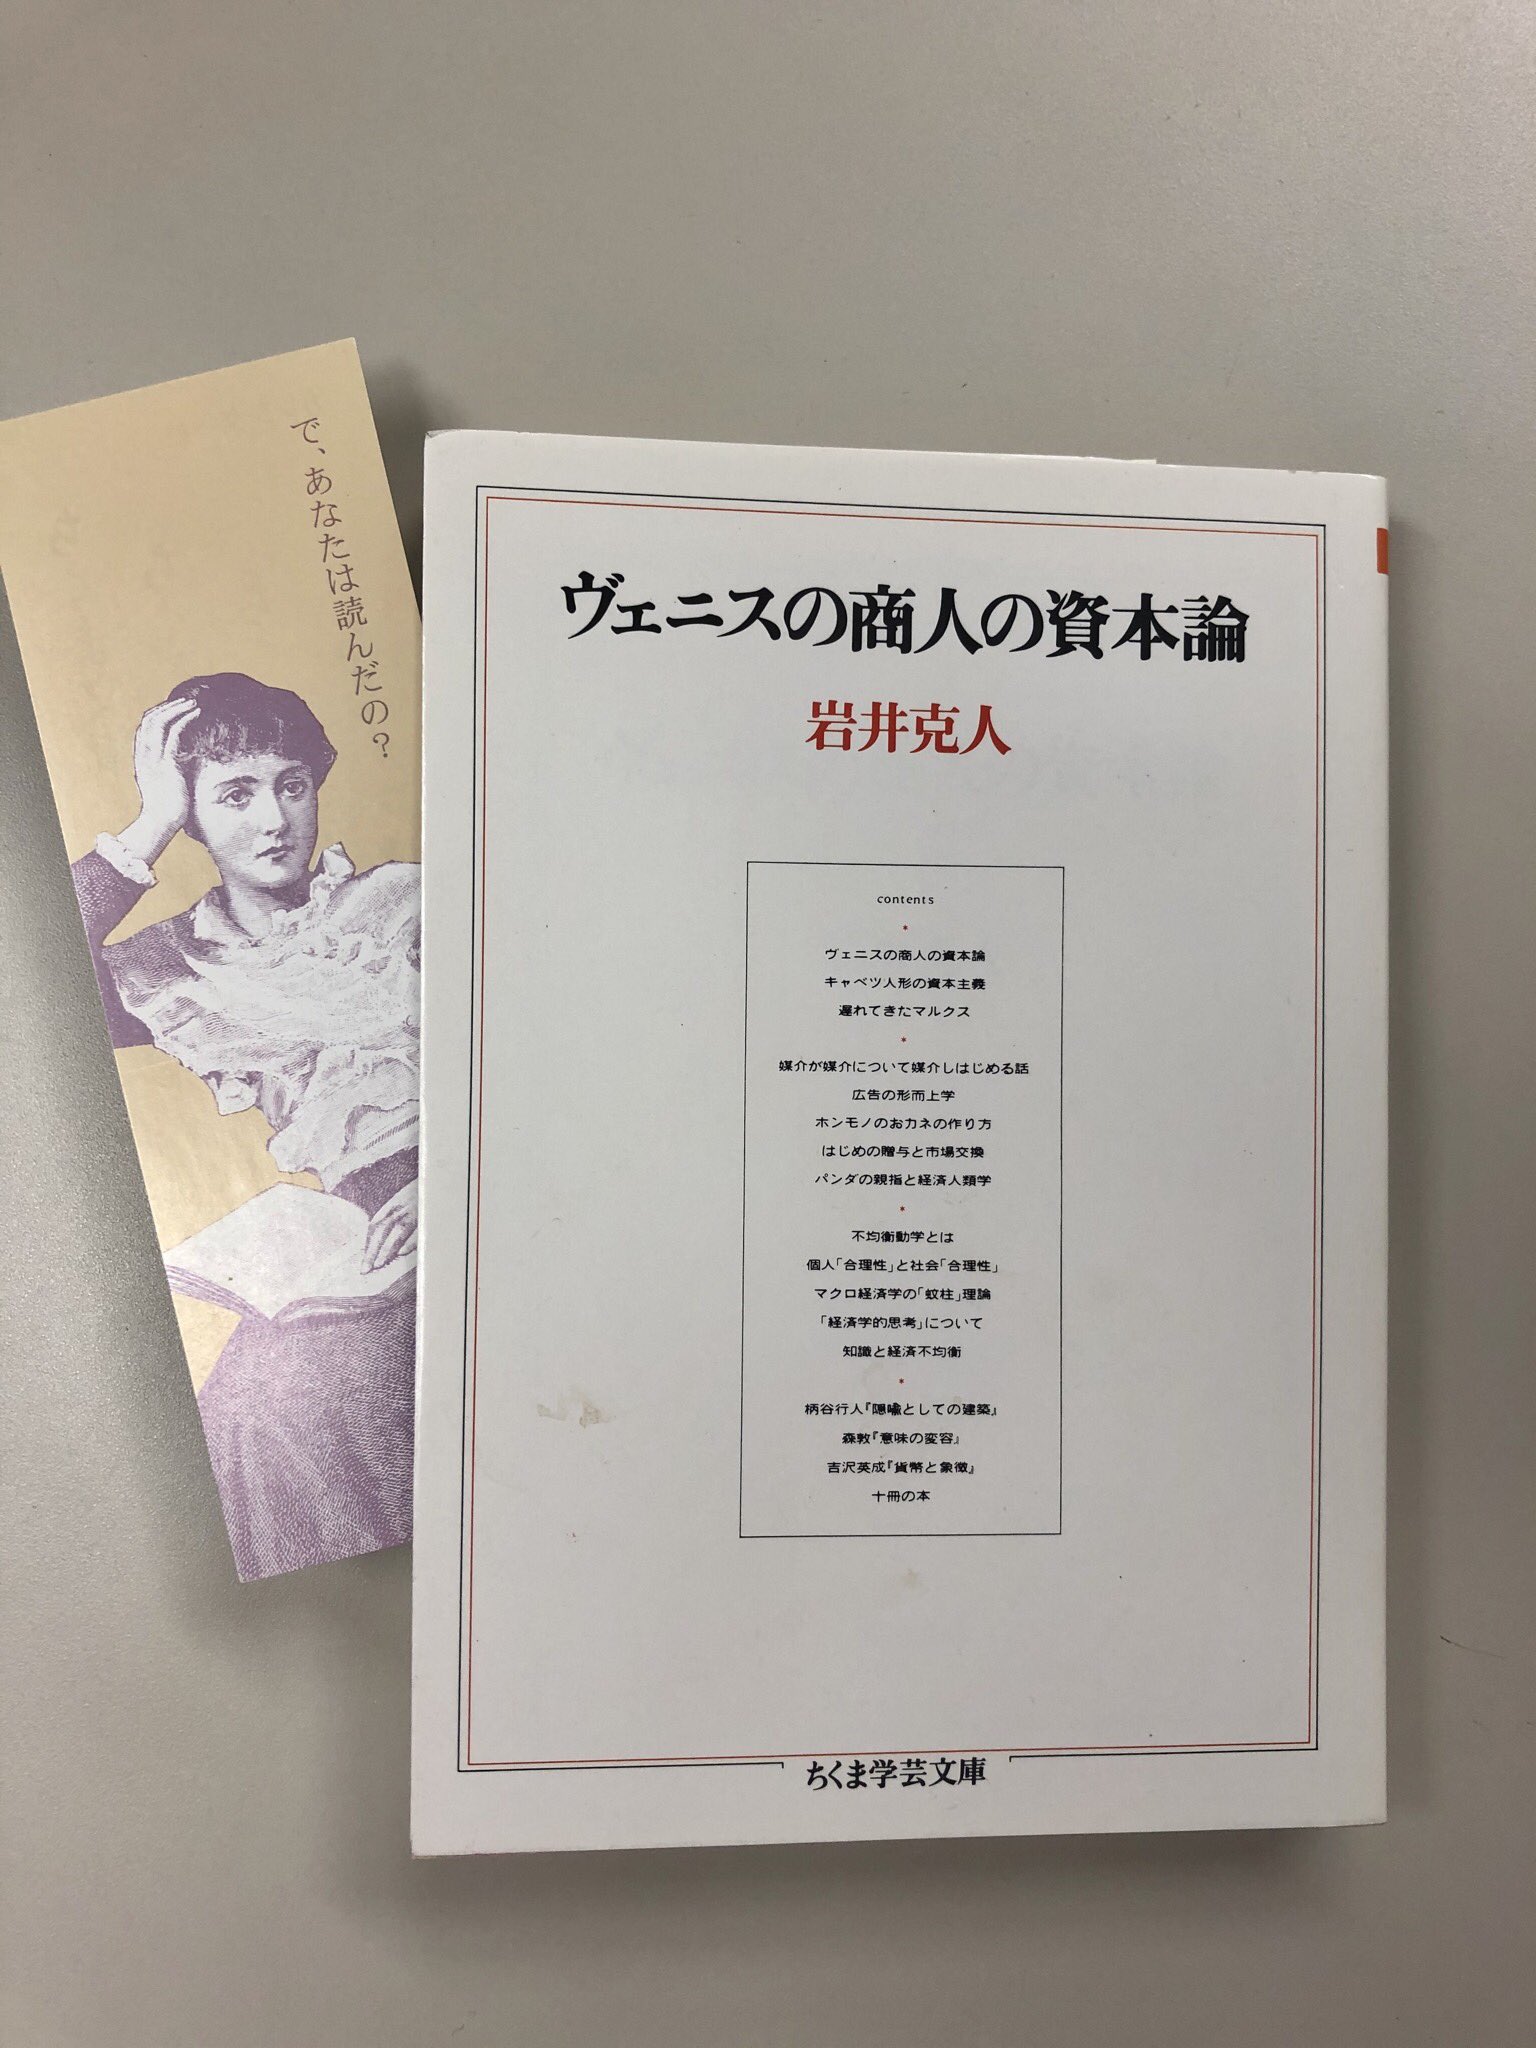 で、あなたは読んだの？
ヴェニスの商人の資本論
岩井克人
contents
*
ヴェニスの商人の資本論
キャベツ人形の資本主義
遅れてきたマルクス
*
媒介が媒介について媒介しはじめる話
広告の形而上学
ホンモノのおカネの作り方
はじめの贈与と市場交換
パンダの親指と経済人類学
*
不均衡動学とは
個人「合理性」と社会「合理性」
マクロ経済学の「蚊柱」理論
「経済学的思考」について
知識と経済不均衡
*
柄谷行人『隠喩としての建築』
森敦『意味の変容』
吉沢英成『貨幣と象徴』
十冊の本
ちくま学芸文庫